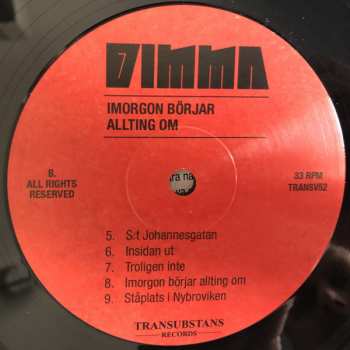 DIMMA
IMORGON BÖRJAR
ALLTING OM
B.
ALL RIGHTS
RESERVED
33 RPM
TRANSV52
5. S:t Johannesgatan
6. Insidan ut
7. Troligen inte
8. Imorgon börjar allting om
9. Ståplats i Nybroviken
TRANSUBSTANS
RECORDS